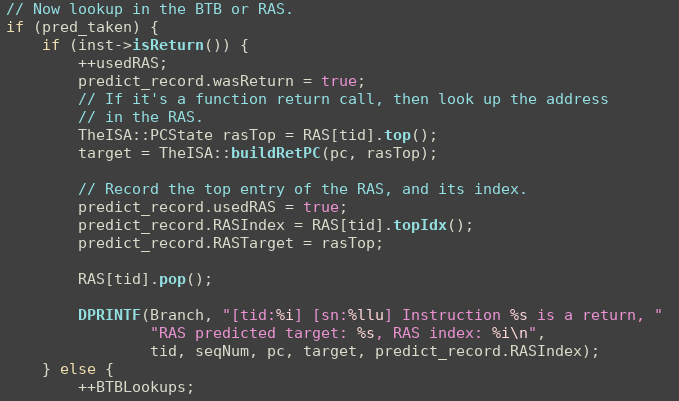 // Now lookup in the BTB or RAS.
if (pred_taken) {
    if (inst->isReturn()) {
        ++usedRAS;
        predict_record.wasReturn = true;
        // If it's a function return call, then look up the address
        // in the RAS.
        TheISA::PCState rasTop = RAS[tid].top();
        target = TheISA::buildRetPC(pc, rasTop);

        // Record the top entry of the RAS, and its index.
        predict_record.usedRAS = true;
        predict_record.RASIndex = RAS[tid].topIdx();
        predict_record.RASTarget = rasTop;

        RAS[tid].pop();

        DPRINTF(Branch, "[tid:%i] [sn:%llu] Instruction %s is a return, "
                "RAS predicted target: %s, RAS index: %i\n",
                tid, seqNum, pc, target, predict_record.RASIndex);
    } else {
        ++BTBLookups;